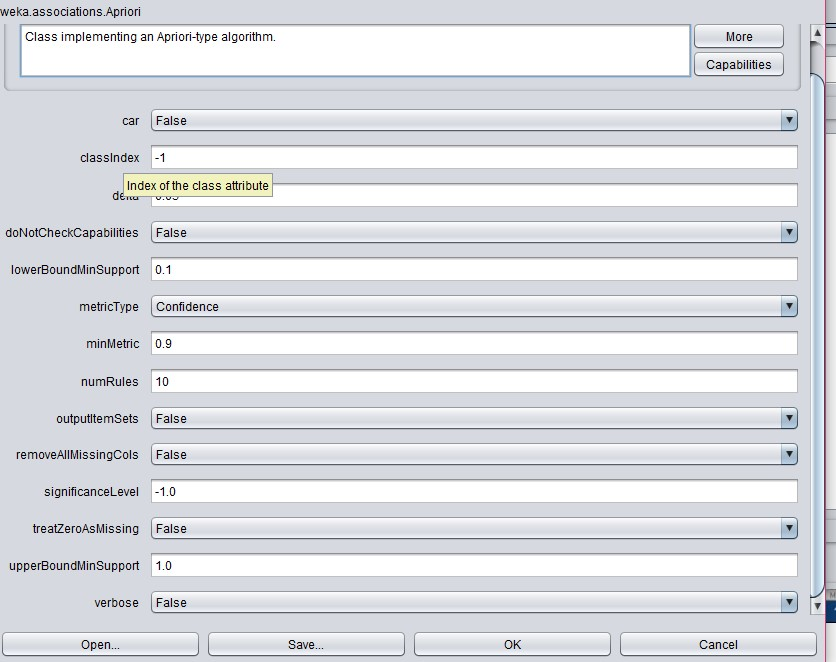 weka.associations.Apriori
Class implementing an Apriori-type algorithm.
More
Capabilities
car False
classIndex -1
Index of the class attribute
delta 0.05
doNotCheckCapabilities False
lowerBoundMinSupport 0.1
metricType Confidence
minMetric 0.9
numRules 10
outputItemSets False
removeAllMissingCols False
significanceLevel -1.0
treatZeroAsMissing False
upperBoundMinSupport 1.0
verbose False
Open... Save... OK Cancel